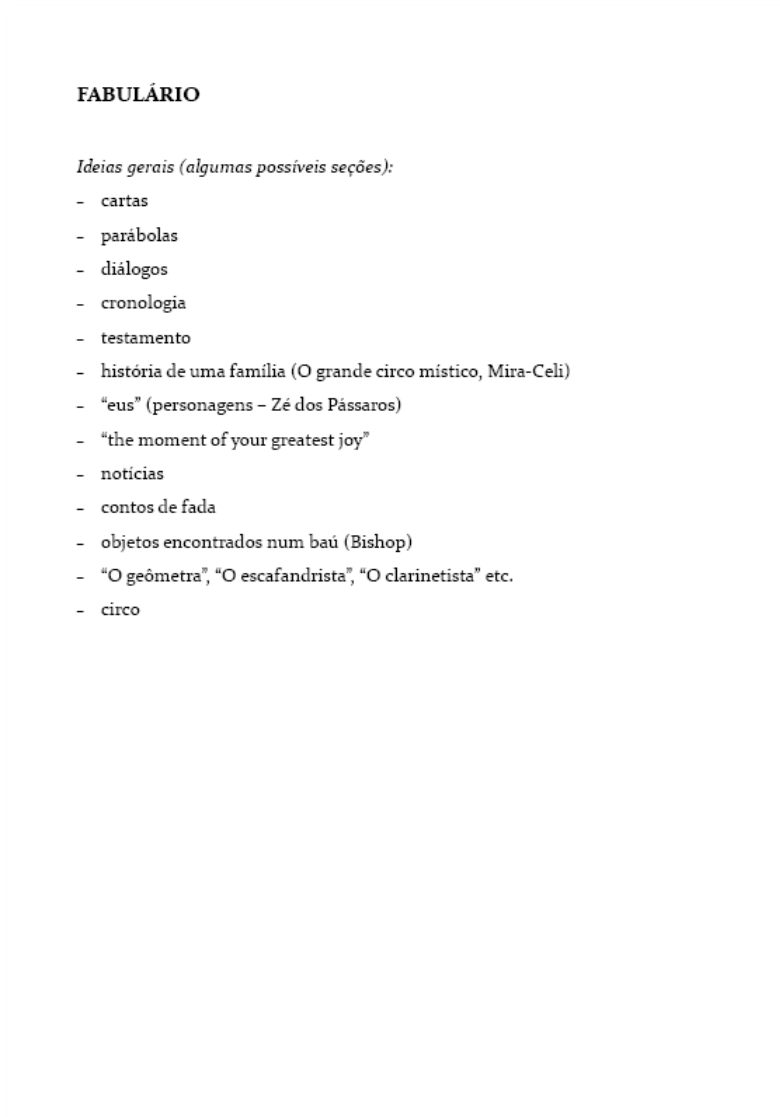 FABULÁRIO
Ideias gerais (algumas possíveis seções):
– cartas
– parábolas
– diálogos
– cronologia
– testamento
– história de uma família (O grande circo místico, Mira-Celi)
– “eus” (personagens – Zé dos Pássaros)
– “the moment of your greatest joy”
– notícias
– contos de fada
– objetos encontrados num baú (Bishop)
– “O geômetra”, “O escafandrista”, “O clarinetista” etc.
– circo